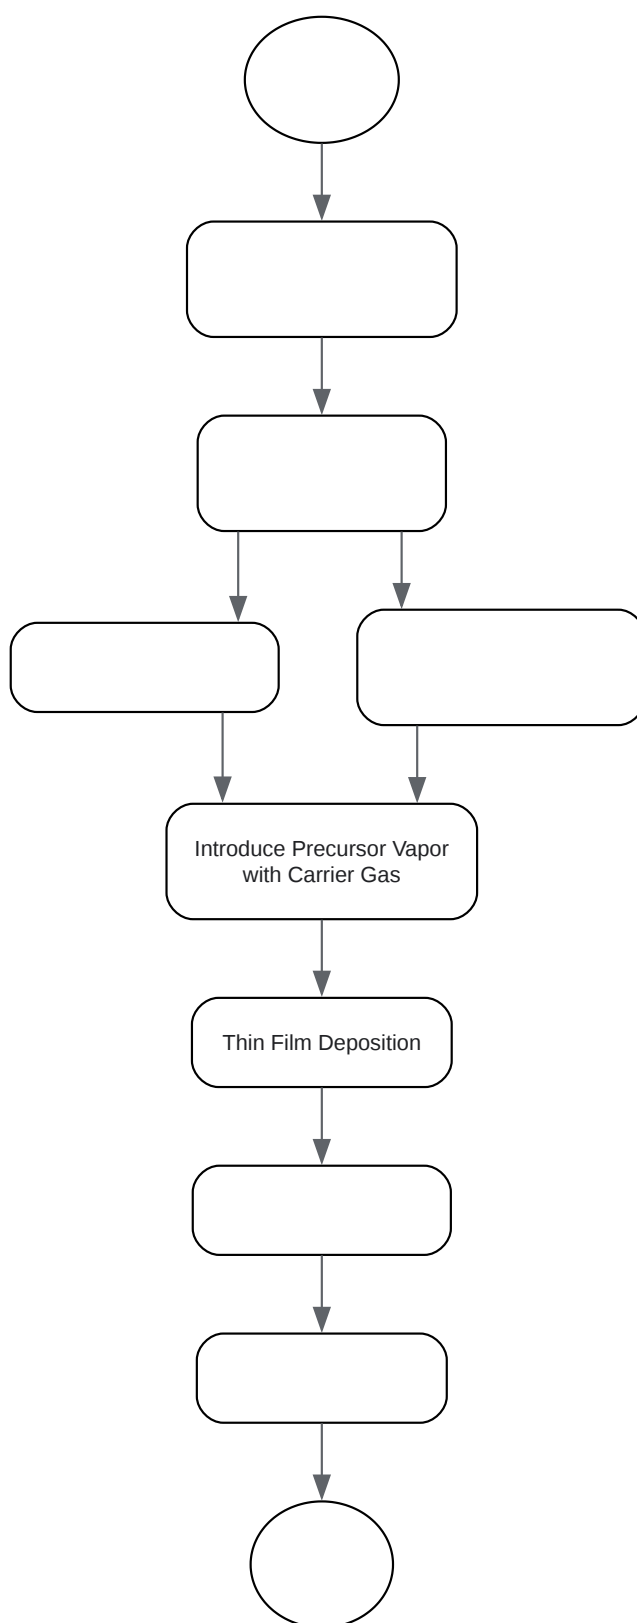 Introduce Precursor Vapor
with Carrier Gas
Thin Film Deposition